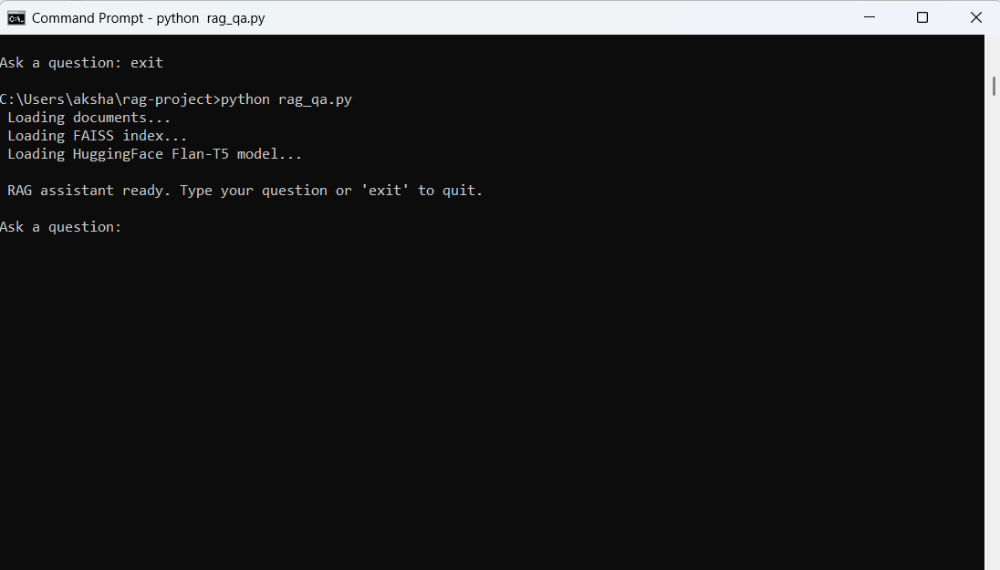 Command Prompt - python  rag_qa.py
Ask a question: exit
C:\Users\aksha\rag-project>python rag_qa.py
Loading documents...
Loading FAISS index...
Loading HuggingFace Flan-T5 model...
RAG assistant ready. Type your question or 'exit' to quit.
Ask a question: